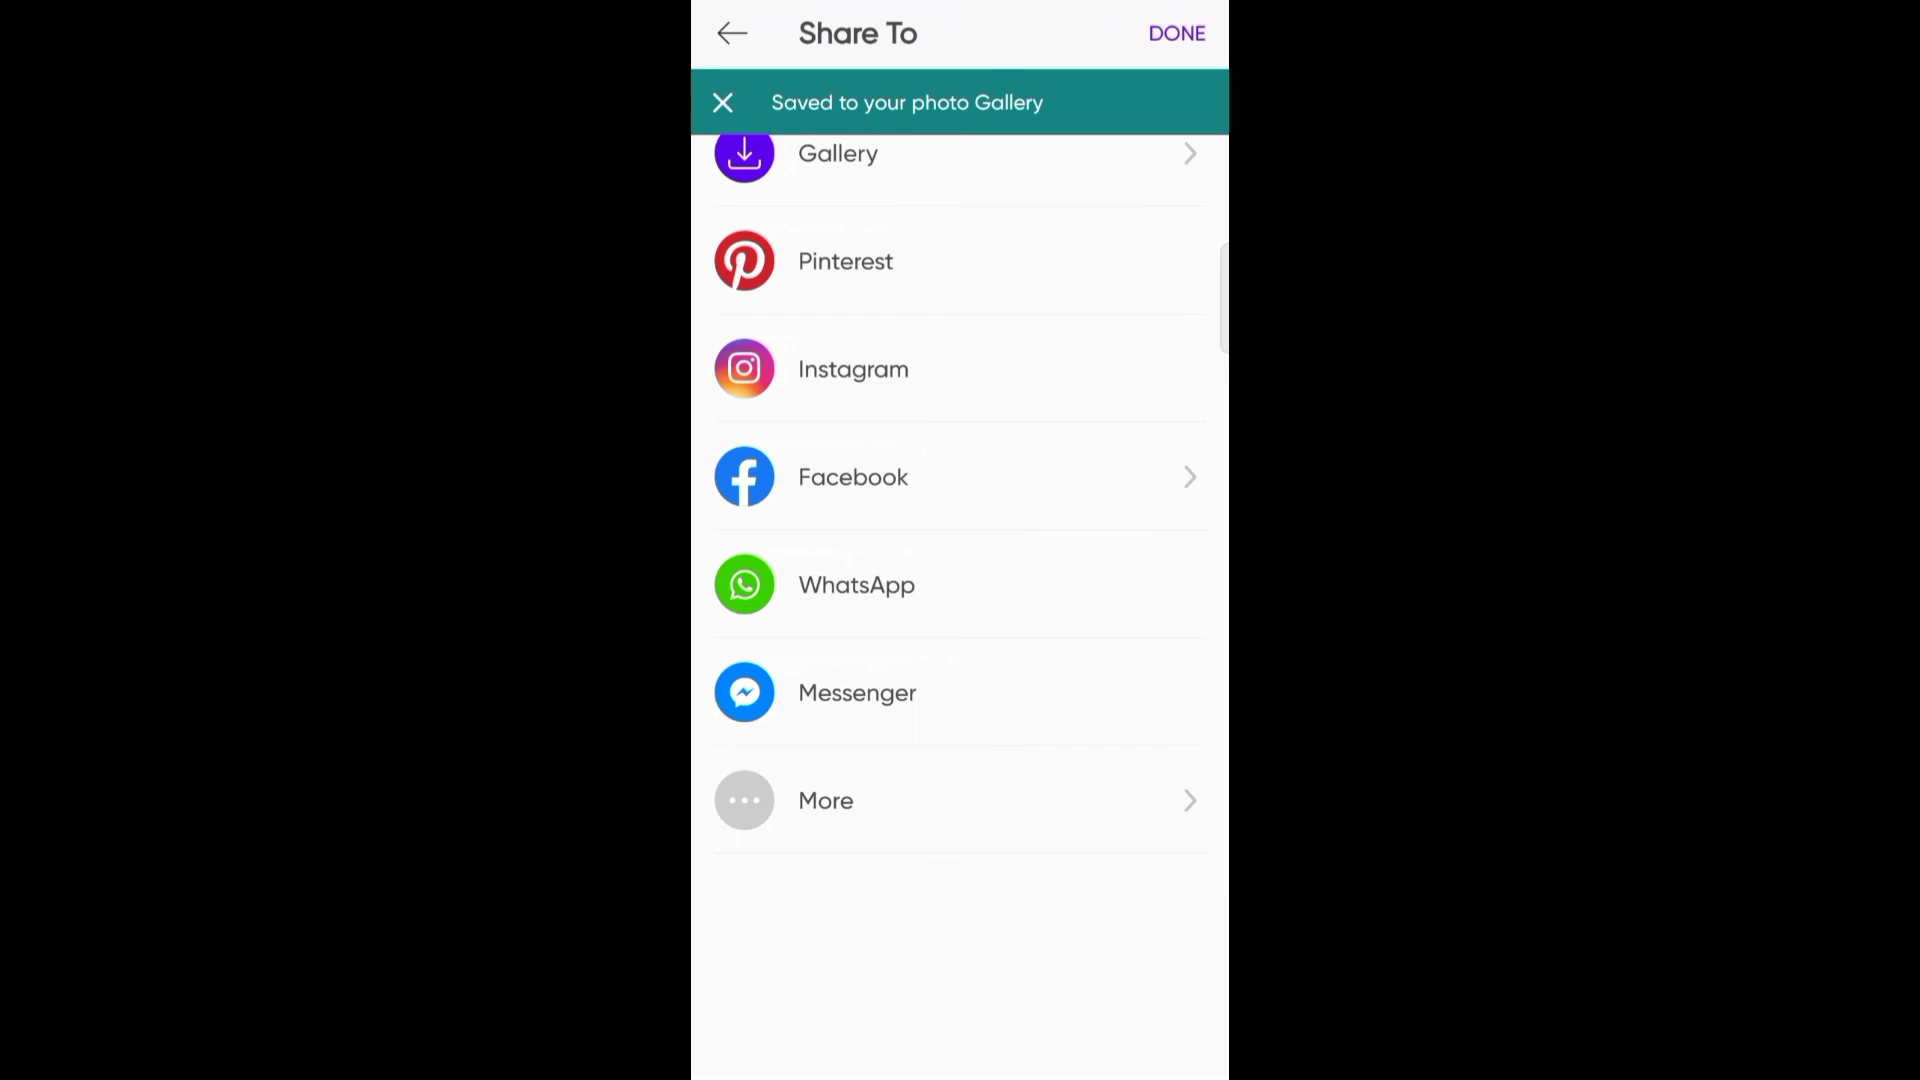 Share To
DONE
Saved to your photo Gallery
Gallery
Pinterest
Instagram
Facebook
WhatsApp
Messenger
More